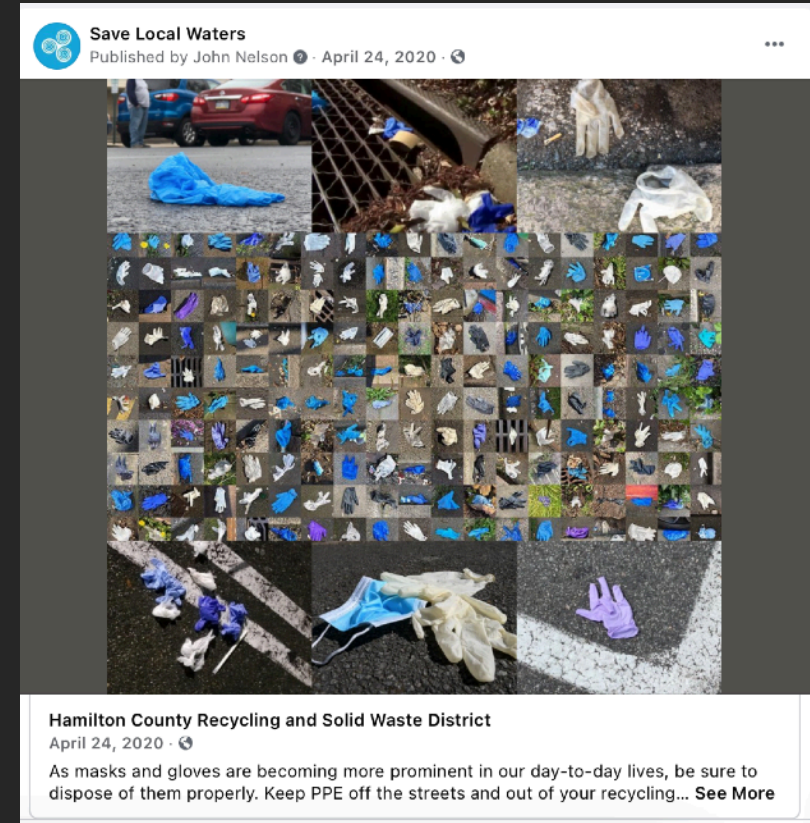 Save Local Waters
Published by John Nelson · April 24, 2020 ·
Hamilton County Recycling and Solid Waste District
April 24, 2020 ·
As masks and gloves are becoming more prominent in our day-to-day lives, be sure to
dispose of them properly. Keep PPE off the streets and out of your recycling... See More